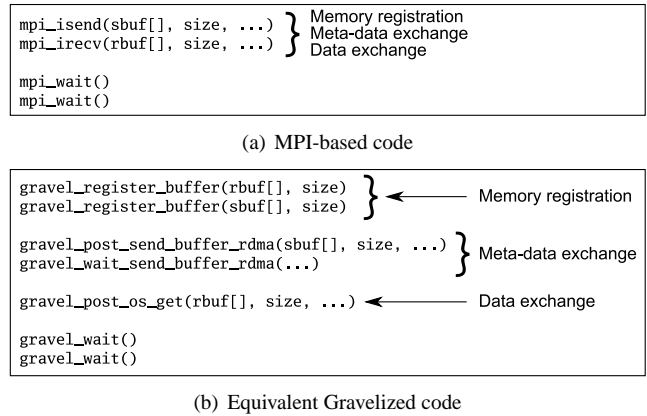 mpi_isend(sbuf[], size, ...)
mpi_irecv(rbuf[], size, ...)
Memory registration
Meta-data exchange
Data exchange
mpi_wait()
mpi_wait()
(a) MPI-based code
gravel_register_buffer(rbuf[], size)
gravel_register_buffer(sbuf[], size)
Memory registration
gravel_post_send_buffer_rdma(sbuf[], size, ...)
gravel_wait_send_buffer_rdma(...)
Meta-data exchange
gravel_post_os_get(rbuf[], size, ...)
Data exchange
gravel_wait()
gravel_wait()
(b) Equivalent Gravelized code